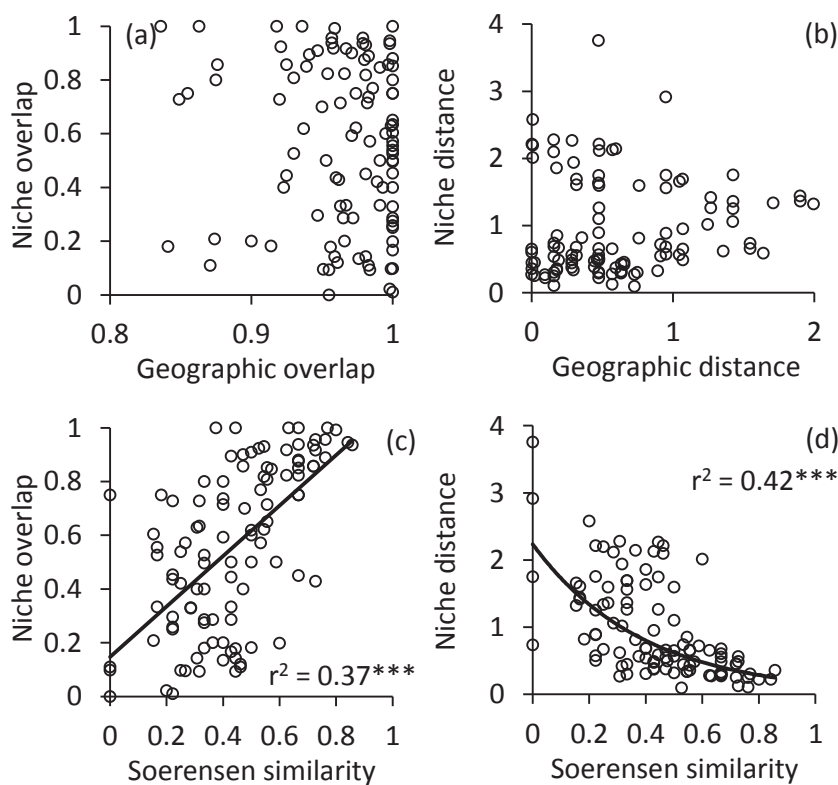 (a)
Niche overlap
1
0.8
0.6
0.4
0.2
0
0.8
0.9
1
Geographic overlap
(b)
Niche distance
4
3
2
1
0
0
1
2
Geographic distance
(c)
Niche overlap
1
0.8
0.6
0.4
0.2
0
r² = 0.37***
0
0.2
0.4
0.6
0.8
1
Soerensen similarity
(d)
r² = 0.42***
Niche distance
4
3
2
1
0
0
0.2
0.4
0.6
0.8
1
Soerensen similarity